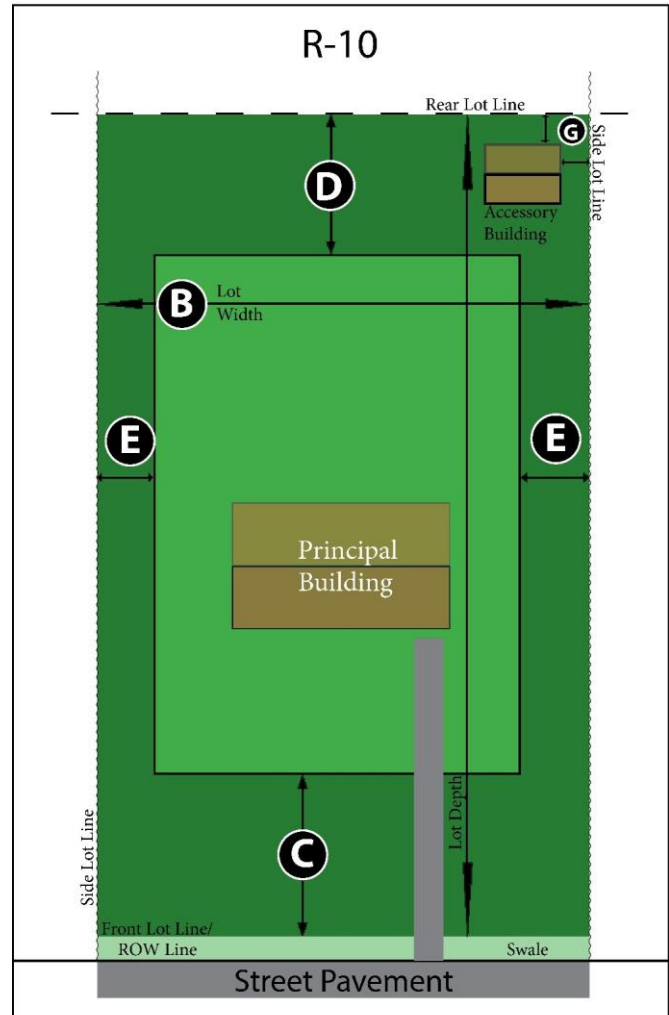 R-10
Rear Lot Line
G
Side Lot Line
D
Accessory
Building
B
Lot
Width
E
E
Principal
Building
C
Lot Depth
Side Lot Line
Front Lot Line/
ROW Line
Swale
Street Pavement